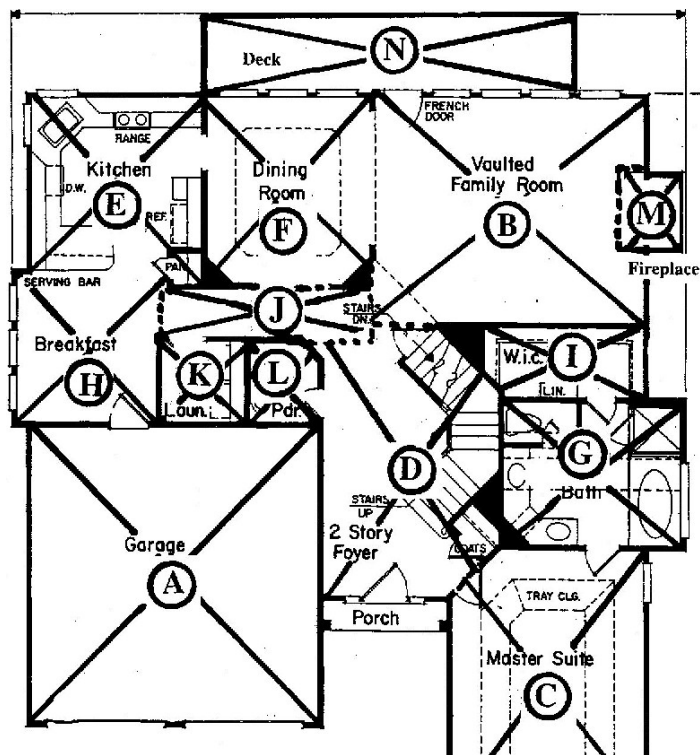 N
Deck
FRENCH
DOOR
RANGE
Kitchen
Dining
Room
Vaulted
Family Room
D.W.
E
REF.
F
B
M
PAN
Fireplace
SERVING BAR
J
STAIRS
DN.
Breakfast
W.i.c.
I
H
K
L
LIN.
Laun.
Pdr.
G
D
Bath
STAIRS
UP
2 Story
Foyer
Garage
COATS
A
TRAY CLG.
Porch
Master Suite
C